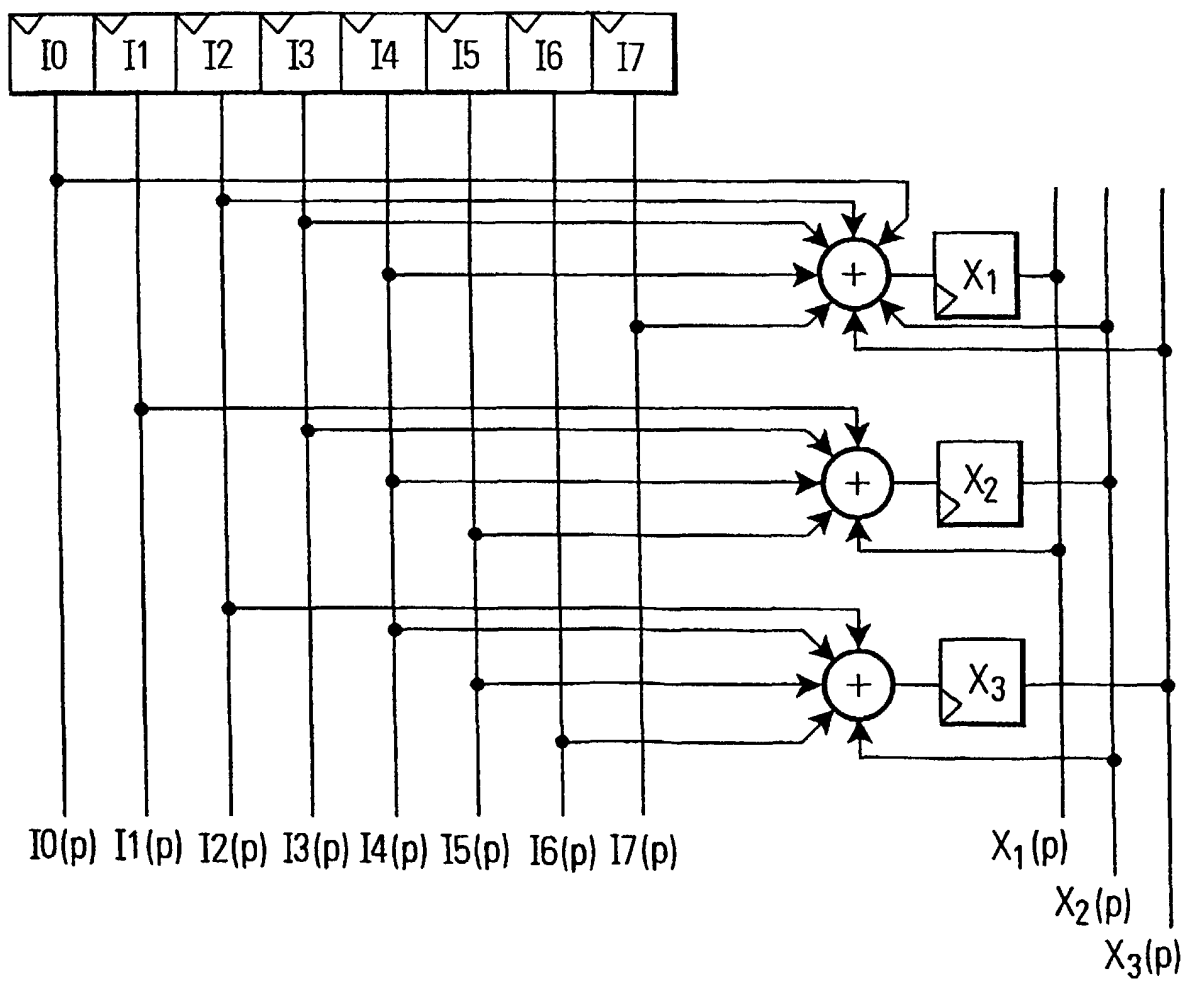 I0 I1 I2 I3 I4 I5 I6 I7
+ X1
+ X2
+ X3
I0(p) I1(p) I2(p) I3(p) I4(p) I5(p) I6(p) I7(p) X1(p)
X2(p)
X3(p)